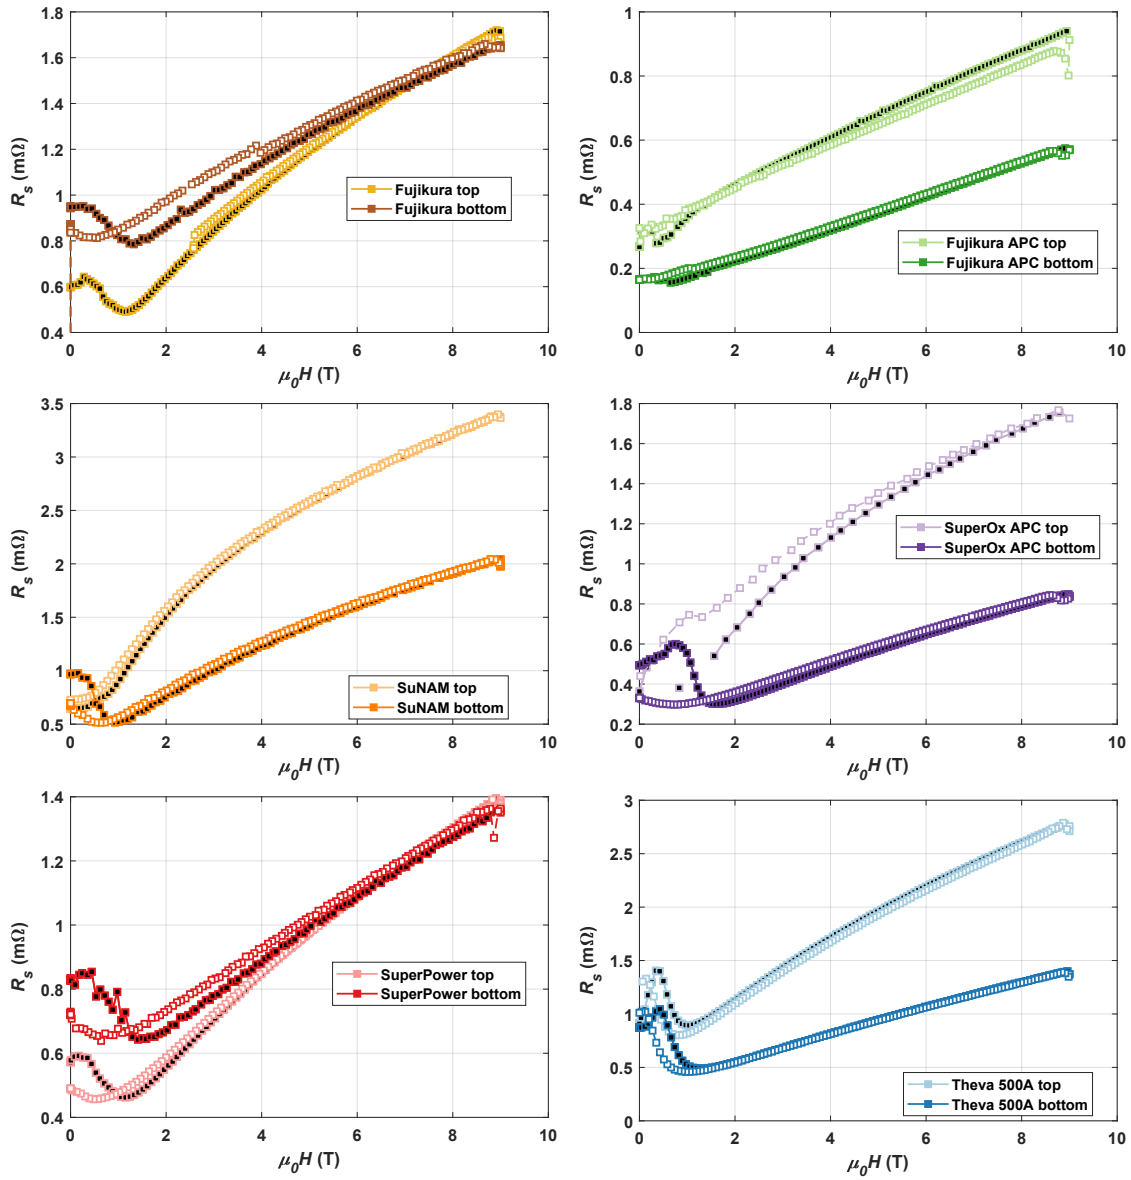 1.8
1.6
1.4
1.2
1
0.8
0.6
0.4
0 2 4 6 8 10
R_s (mΩ)
μ_0H (T)
Fujikura top
Fujikura bottom
1
0.8
0.6
0.4
0.2
0
0 2 4 6 8 10
R_s (mΩ)
μ_0H (T)
Fujikura APC top
Fujikura APC bottom
3.5
3
2.5
2
1.5
1
0.5
0 2 4 6 8 10
R_s (mΩ)
μ_0H (T)
SuNAM top
SuNAM bottom
1.8
1.6
1.4
1.2
1
0.8
0.6
0.4
0.2
0 2 4 6 8 10
R_s (mΩ)
μ_0H (T)
SuperOx APC top
SuperOx APC bottom
1.4
1.2
1
0.8
0.6
0.4
0 2 4 6 8 10
R_s (mΩ)
μ_0H (T)
SuperPower top
SuperPower bottom
3
2.5
2
1.5
1
0.5
0
0 2 4 6 8 10
R_s (mΩ)
μ_0H (T)
Theva 500A top
Theva 500A bottom